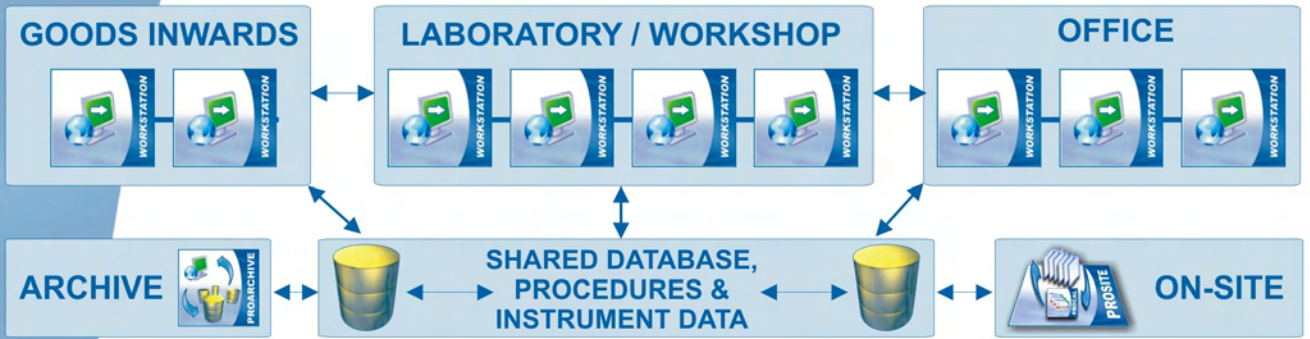 GOODS INWARDS
WORKSTATION
WORKSTATION
LABORATORY / WORKSHOP
WORKSTATION
WORKSTATION
WORKSTATION
WORKSTATION
OFFICE
WORKSTATION
WORKSTATION
WORKSTATION
ARCHIVE
PROARCHIVE
SHARED DATABASE,
PROCEDURES &
INSTRUMENT DATA
PROCAL
PROSITE
ON-SITE